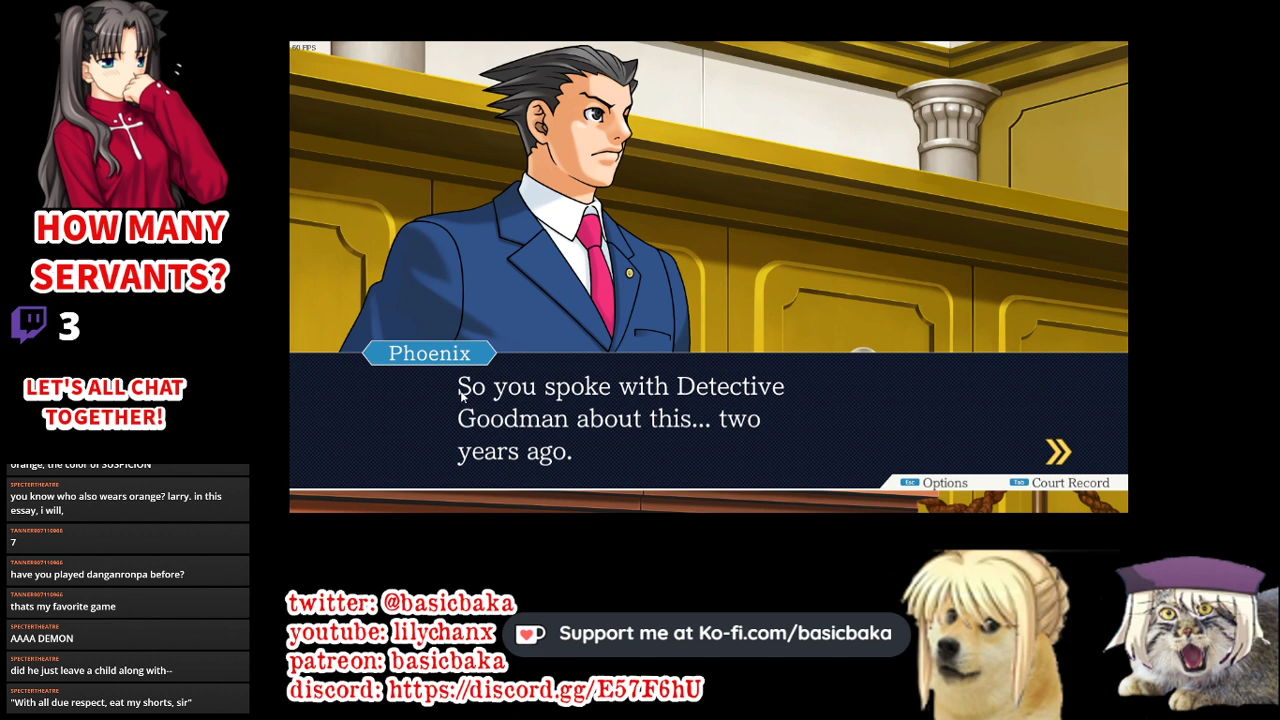 60 FPS
HOW MANY
SERVANTS?
3
LET'S ALL CHAT
TOGETHER!
orange, the color of SUSPICION
SPECTERTHEATRE
you know who also wears orange? larry. in this
essay, i will,
7
have you played danganronpa before?
thats my favorite game
SPECTERTHEATRE
AAAA DEMON
SPECTERTHEATRE
did he just leave a child along with--
SPECTERTHEATRE
"With all due respect, eat my shorts, sir"
Phoenix
So you spoke with Detective
Goodman about this... two
years ago.
Esc Options
Tab Court Record
twitter: @basicbaka
youtube: lilychanx
patreon: basicbaka
discord: https://discord.gg/E57F6hU
Support me at Ko-fi.com/basicbaka